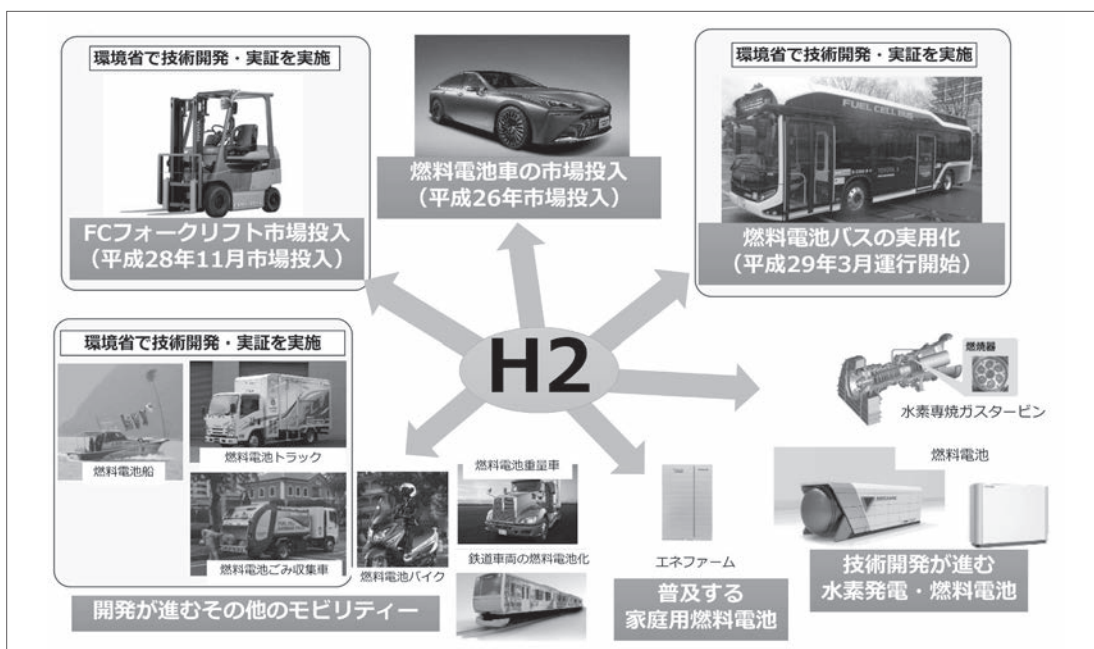 環境省で技術開発・実証を実施
FCフォークリフト市場投入
（平成28年11月市場投入）
燃料電池車の市場投入
（平成26年市場投入）
環境省で技術開発・実証を実施
FUEL CELL BUS
燃料電池バスの実用化
（平成29年3月運行開始）
H2
環境省で技術開発・実証を実施
燃料電池船
燃料電池トラック
燃料電池ごみ収集車
燃料電池バイク
燃料電池重量車
鉄道車両の燃料電池化
開発が進むその他のモビリティー
エネファーム
普及する
家庭用燃料電池
燃焼器
水素専焼ガスタービン
燃料電池
技術開発が進む
水素発電・燃料電池